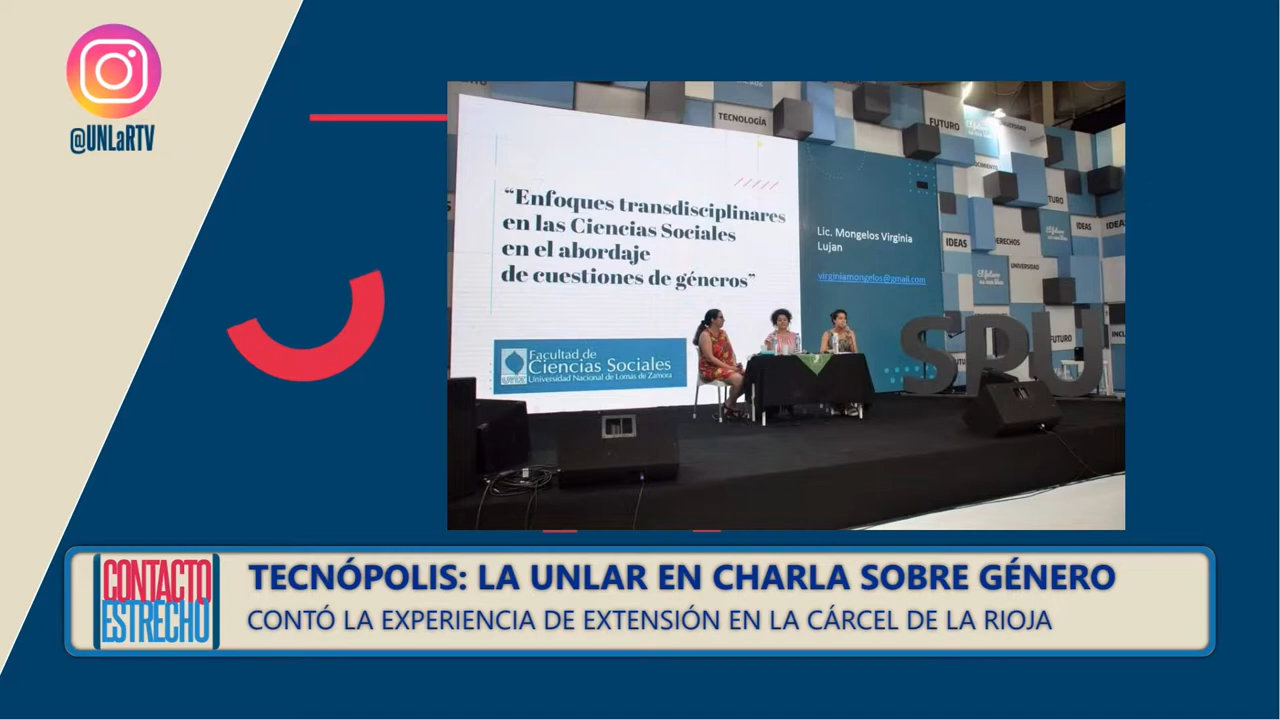 @UNLaRTV
TECNOLOGÍA
FUTURO
“Enfoques transdisciplinares
en las Ciencias Sociales
en el abordaje
de cuestiones de géneros”
Lic. Mongelos Virginia
Lujan
virginiamongelos@gmail.com
IDEAS
DERECHOS
UNIVERSIDAD
IDEAS
Facultad de
Ciencias Sociales
Universidad Nacional de Lomas de Zamora
SPU
FUTURO
CONTACTO
ESTRECHO
TECNÓPOLIS: LA UNLAR EN CHARLA SOBRE GÉNERO
CONTÓ LA EXPERIENCIA DE EXTENSIÓN EN LA CÁRCEL DE LA RIOJA